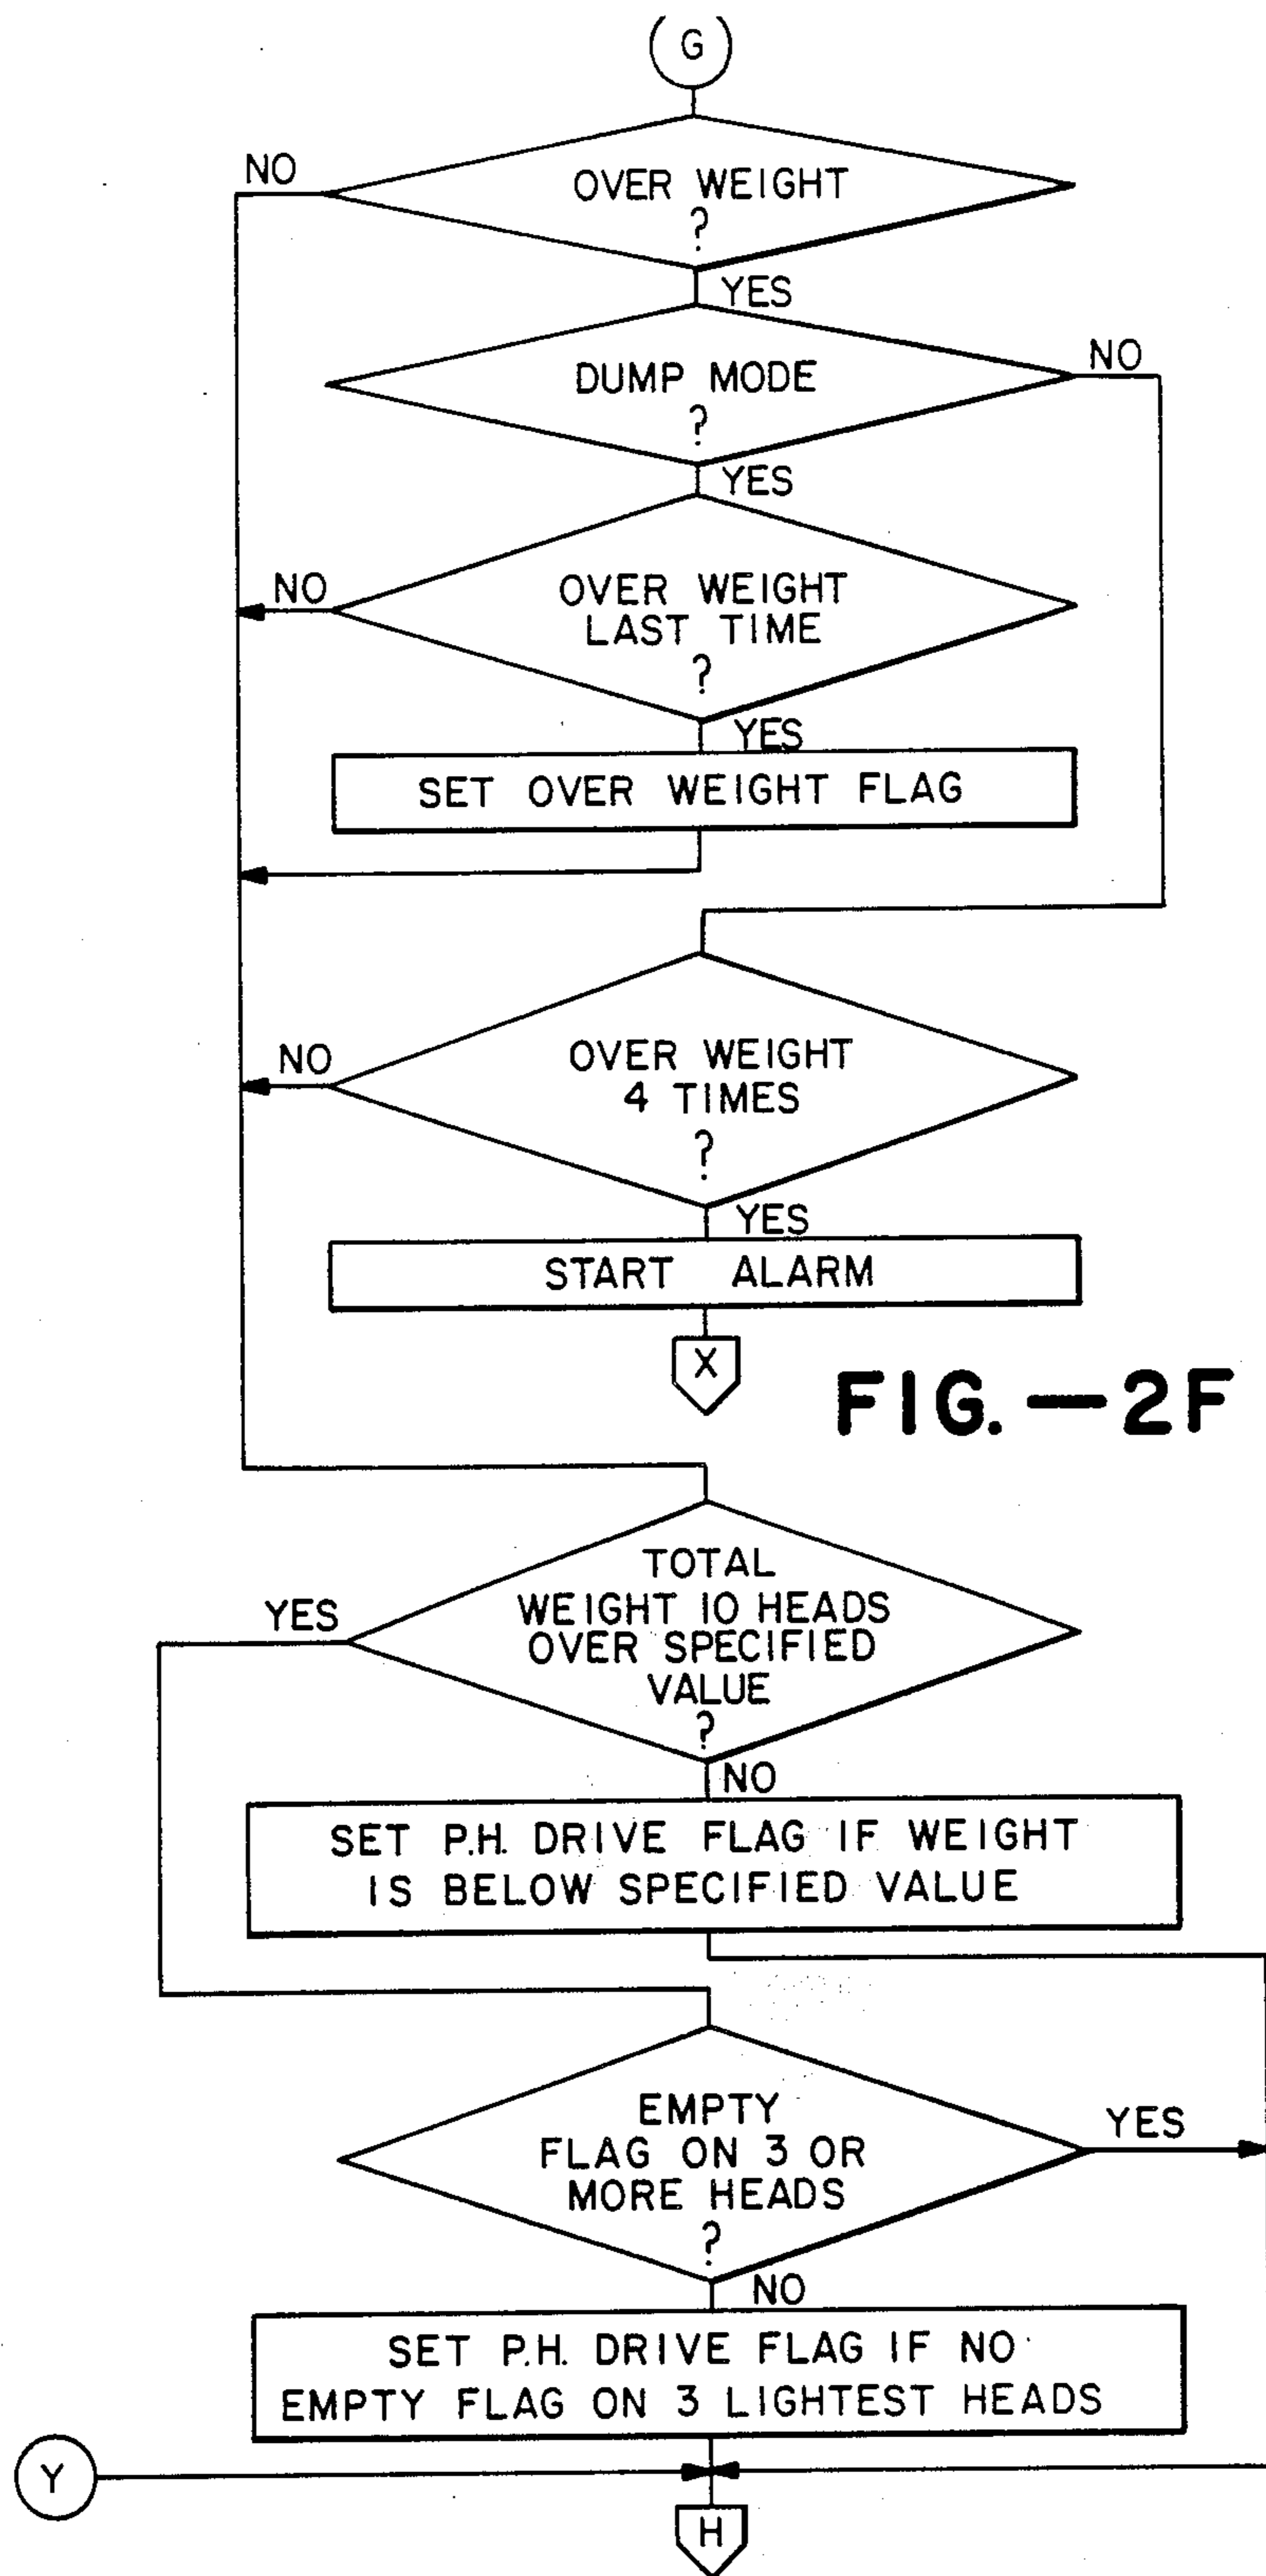 G
NO
OVER WEIGHT
?
YES
NO
DUMP MODE
?
YES
NO
OVER WEIGHT
LAST TIME
?
YES
SET OVER WEIGHT FLAG
NO
OVER WEIGHT
4 TIMES
?
YES
START ALARM
X
FIG.—2F
TOTAL
YES
WEIGHT 10 HEADS
OVER SPECIFIED
VALUE
?
NO
SET P.H. DRIVE FLAG IF WEIGHT
IS BELOW SPECIFIED VALUE
EMPTY
YES
FLAG ON 3 OR
MORE HEADS
?
NO
SET P.H. DRIVE FLAG IF NO
EMPTY FLAG ON 3 LIGHTEST HEADS
Y
H